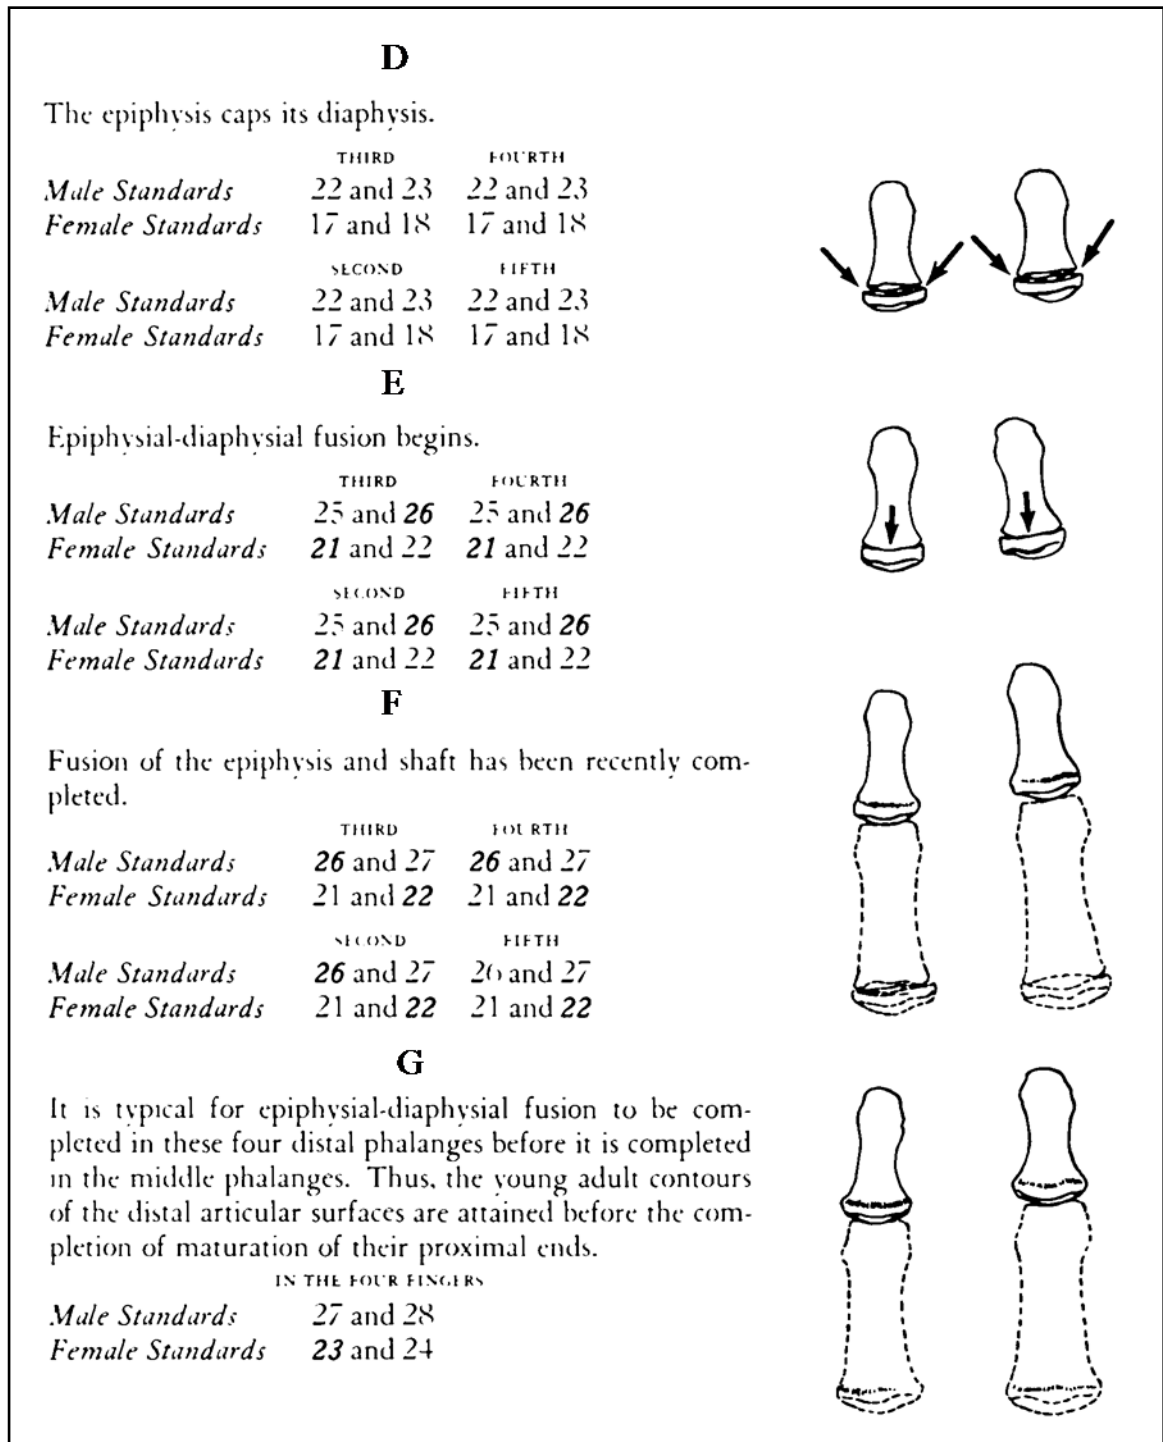 D
The epiphysis caps its diaphysis.
THIRD FOURTH
Male Standards 22 and 23 22 and 23
Female Standards 17 and 18 17 and 18
SECOND FIFTH
Male Standards 22 and 23 22 and 23
Female Standards 17 and 18 17 and 18
E
Epiphysial-diaphysial fusion begins.
THIRD FOURTH
Male Standards 25 and 26 25 and 26
Female Standards 21 and 22 21 and 22
SECOND FIFTH
Male Standards 25 and 26 25 and 26
Female Standards 21 and 22 21 and 22
F
Fusion of the epiphysis and shaft has been recently com-
pleted.
THIRD FOURTH
Male Standards 26 and 27 26 and 27
Female Standards 21 and 22 21 and 22
SECOND FIFTH
Male Standards 26 and 27 26 and 27
Female Standards 21 and 22 21 and 22
G
It is typical for epiphysial-diaphysial fusion to be com-
pleted in these four distal phalanges before it is completed
in the middle phalanges. Thus, the young adult contours
of the distal articular surfaces are attained before the com-
pletion of maturation of their proximal ends.
IN THE FOUR FINGERS
Male Standards 27 and 28
Female Standards 23 and 24